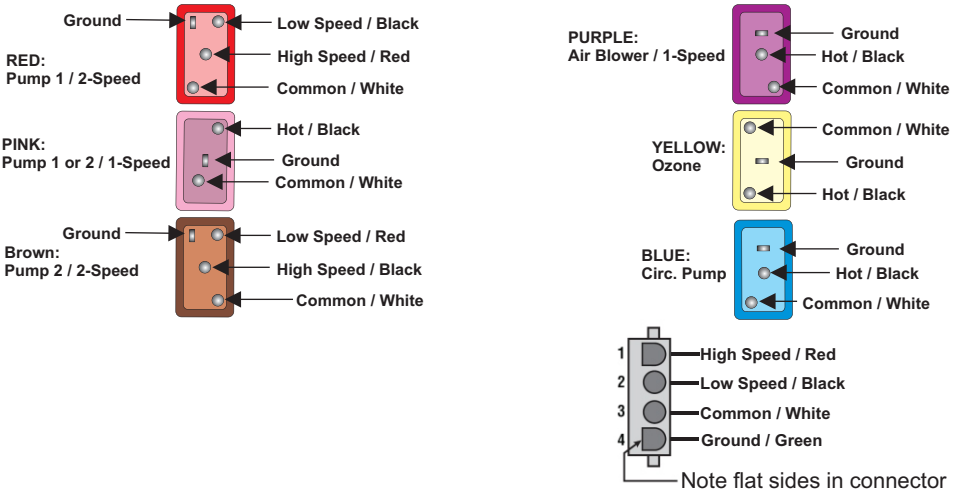 Ground
Low Speed / Black
High Speed / Red
RED:
Pump 1 / 2-Speed
Common / White
Hot / Black
PINK:
Pump 1 or 2 / 1-Speed
Ground
Common / White
Ground
Low Speed / Red
Brown:
Pump 2 / 2-Speed
High Speed / Black
Common / White
PURPLE:
Air Blower / 1-Speed
Ground
Hot / Black
Common / White
Common / White
YELLOW:
Ozone
Ground
Hot / Black
BLUE:
Circ. Pump
Ground
Hot / Black
Common / White
1 High Speed / Red
2 Low Speed / Black
3 Common / White
4 Ground / Green
Note flat sides in connector